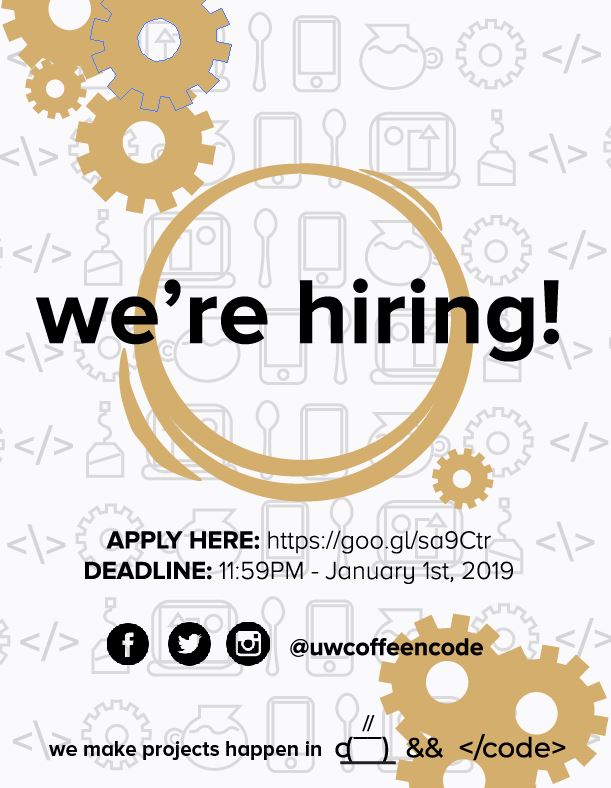 we're hiring!
APPLY HERE: https://goo.gl/sa9Ctr
DEADLINE: 11:59PM - January 1st, 2019
@uwcoffeencode
we make projects happen in && </code>